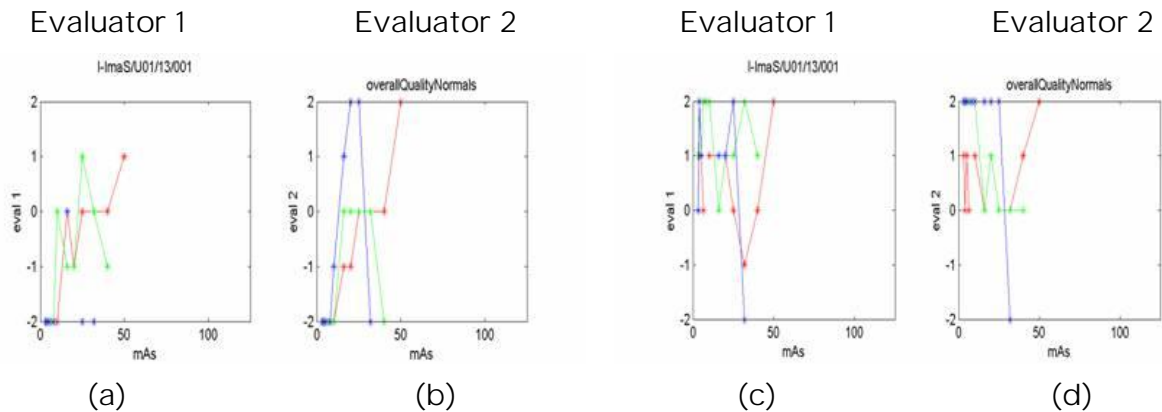 Evaluator 1 Evaluator 2 Evaluator 1 Evaluator 2
I-ImaS/U01/13/001 I-ImaS/U01/13/001
overallQualityNormals overallQualityNormals
2 2 2 2
1 1 1 1
eval 1 0 eval 2 0 eval 1 0 eval 2 0
-1 -1 -1 -1
-2 -2 -2 -2
0 50 100 0 50 100 0 50 100 0 50 100
mAs mAs mAs mAs
(a) (b) (c) (d)